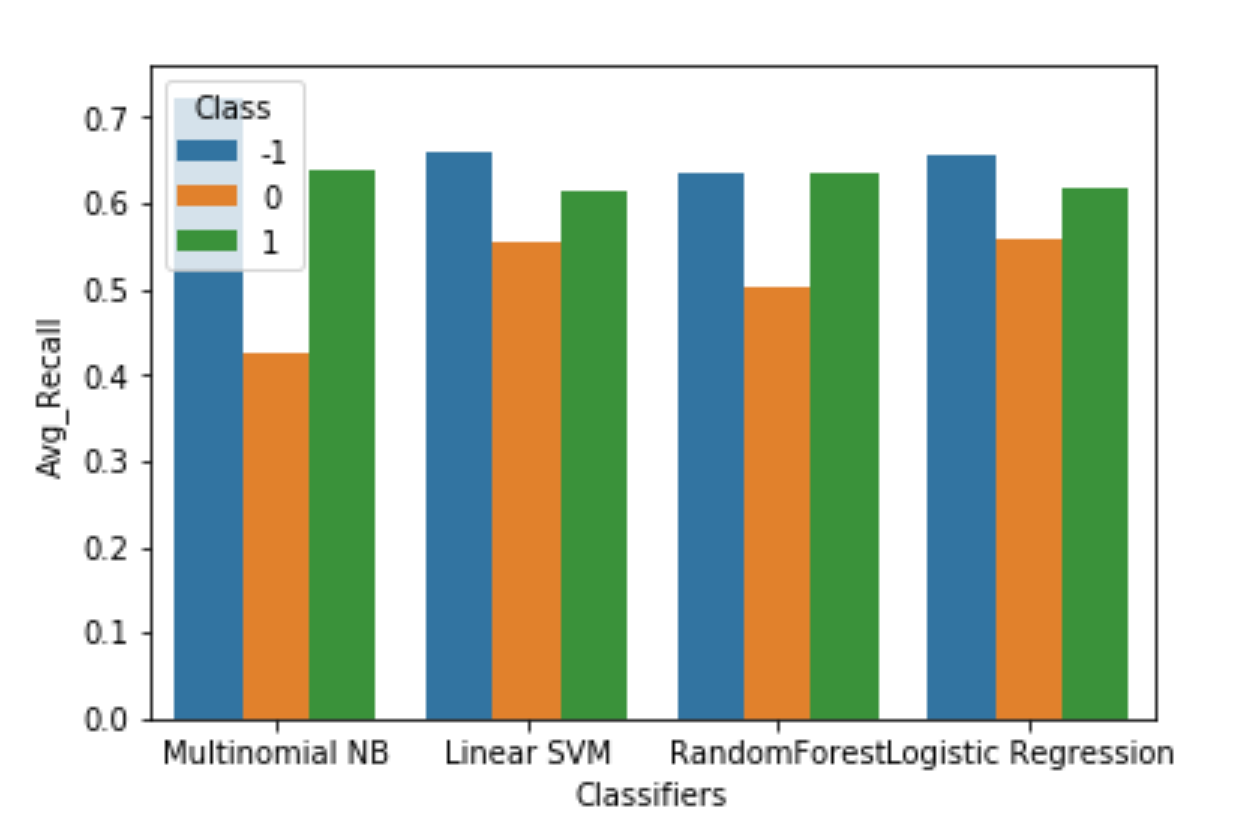 Class
-1
0
1
0.7
0.6
0.5
0.4
0.3
0.2
0.1
0.0
Avg_Recall
Multinomial NB
Linear SVM
RandomForest
Logistic Regression
Classifiers